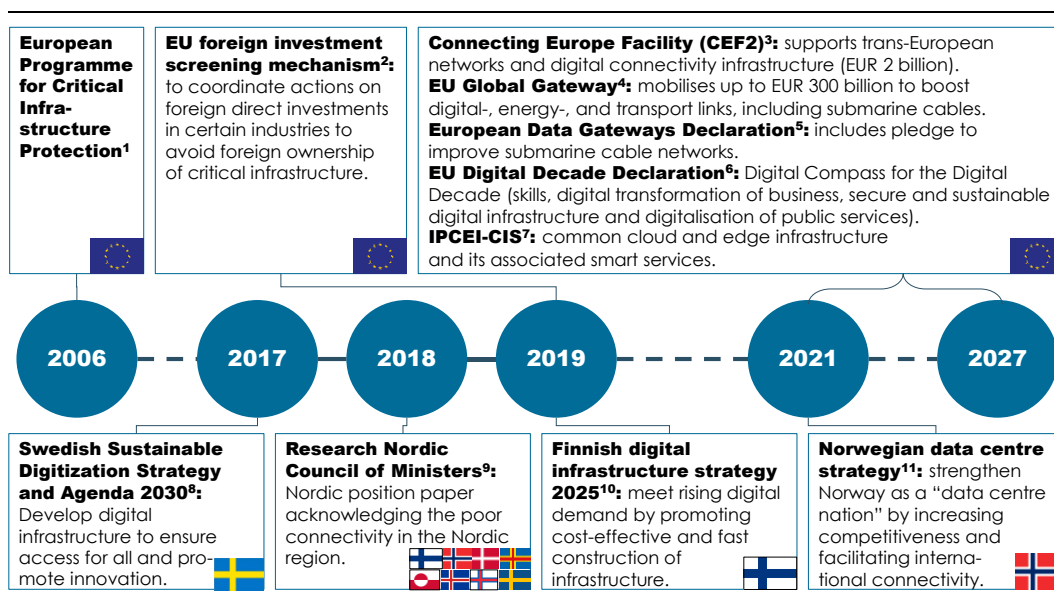 European
Programme
for Critical
Infra-
structure
Protection¹
EU foreign investment
screening mechanism²:
to coordinate actions on
foreign direct investments
in certain industries to
avoid foreign ownership
of critical infrastructure.
Connecting Europe Facility (CEF2)³: supports trans-European
networks and digital connectivity infrastructure (EUR 2 billion).
EU Global Gateway⁴: mobilises up to EUR 300 billion to boost
digital-, energy-, and transport links, including submarine cables.
European Data Gateways Declaration⁵: includes pledge to
improve submarine cable networks.
EU Digital Decade Declaration⁶: Digital Compass for the Digital
Decade (skills, digital transformation of business, secure and sustainable
digital infrastructure and digitalisation of public services).
IPCEI-CIS⁷: common cloud and edge infrastructure
and its associated smart services.
2006
2017
2018
2019
2021
2027
Swedish Sustainable
Digitization Strategy
and Agenda 2030⁸:
Develop digital
infrastructure to ensure
access for all and pro-
mote innovation.
Research Nordic
Council of Ministers⁹:
Nordic position paper
acknowledging the poor
connectivity in the Nordic
region.
Finnish digital
infrastructure strategy
2025¹⁰: meet rising digital
demand by promoting
cost-effective and fast
construction of
infrastructure.
Norwegian data centre
strategy¹¹: strengthen
Norway as a “data centre
nation” by increasing
competitiveness and
facilitating interna-
tional connectivity.